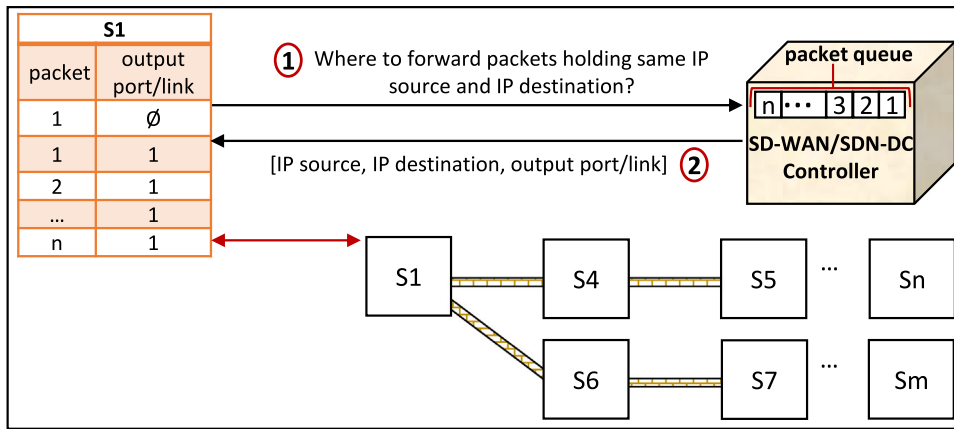 S1
packet output port/link
1 Ø
1 1
2 1
... 1
n 1
1 Where to forward packets holding same IP
source and IP destination?
[IP source, IP destination, output port/link] 2
packet queue
n ... 3 2 1
SD-WAN/SDN-DC
Controller
S1 S4 S5 ... Sn
S6 S7 ... Sm